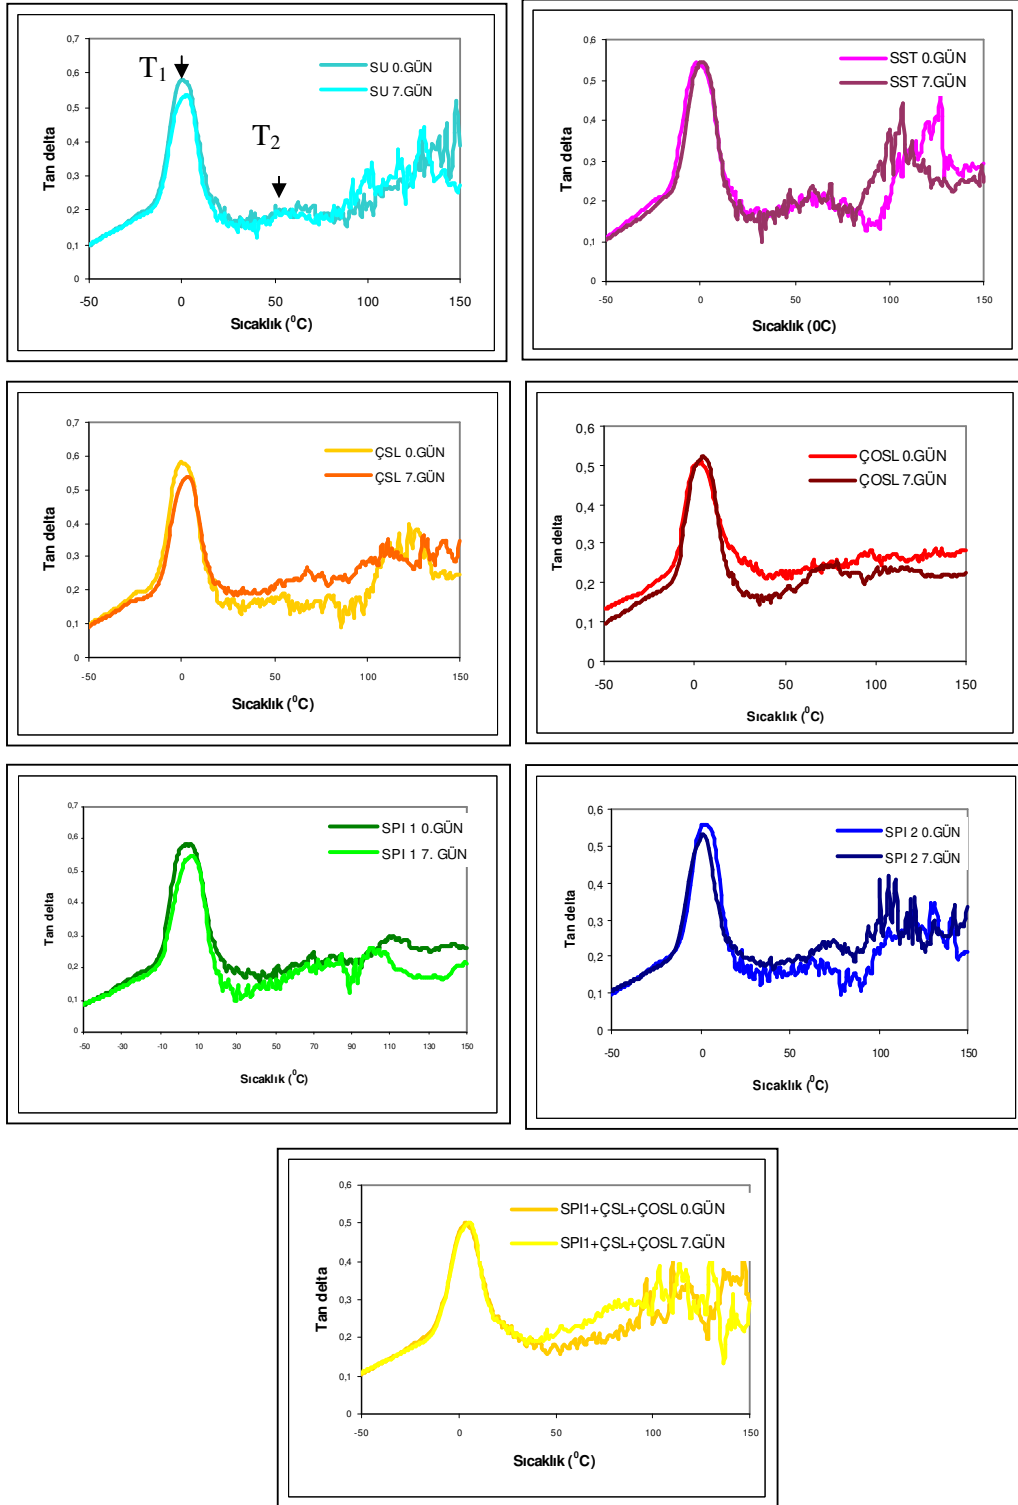 0,7
0,6
0,5
0,4
0,3
0,2
0,1
0
Tan delta
T1
T2
SU 0.GÜN
SU 7.GÜN
-50 0 50 100 150
Sıcaklık (⁰C)
0,6
0,5
0,4
0,3
0,2
0,1
0
Tan delta
SST 0.GÜN
SST 7.GÜN
-50 0 50 100 150
Sıcaklık (0C)
0,7
0,6
0,5
0,4
0,3
0,2
0,1
0
Tan delta
ÇSL 0.GÜN
ÇSL 7.GÜN
-50 0 50 100 150
Sıcaklık (⁰C)
0,6
0,5
0,4
0,3
0,2
0,1
0
Tan delta
ÇOSL 0.GÜN
ÇOSL 7.GÜN
-50 0 50 100 150
Sıcaklık (⁰C)
0,7
0,6
0,5
0,4
0,3
0,2
0,1
0
Tan delta
SPI 1 0.GÜN
SPI 1 7. GÜN
-50 -30 -10 10 30 50 70 90 110 130 150
Sıcaklık (⁰C)
0,6
0,5
0,4
0,3
0,2
0,1
0
Tan delta
SPI 2 0.GÜN
SPI 2 7.GÜN
-50 0 50 100 150
Sıcaklık (⁰C)
0,6
0,5
0,4
0,3
0,2
0,1
0
Tan delta
SPI1+ÇSL+ÇOSL 0.GÜN
SPI1+ÇSL+ÇOSL 7.GÜN
-50 0 50 100 150
Sıcaklık (⁰C)